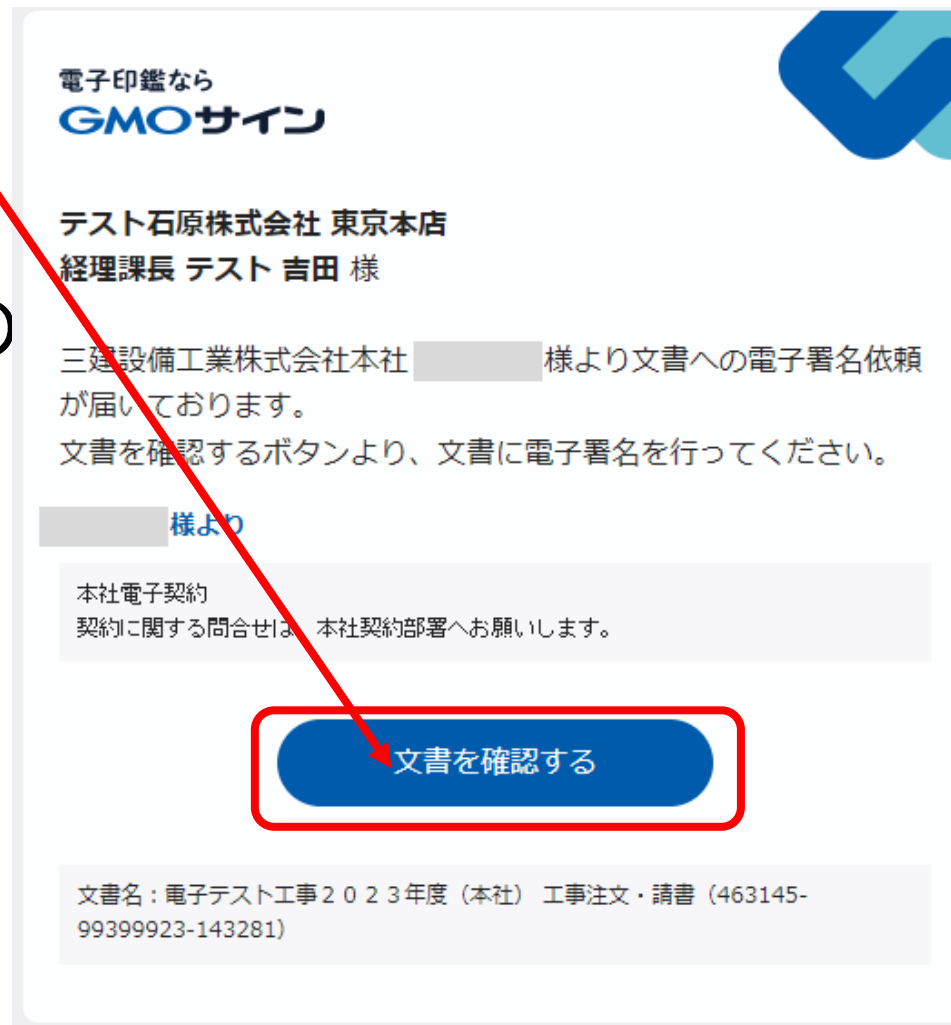 電子印鑑なら
GMOサイン
テスト石原株式会社 東京本店
経理課長 テスト 吉田 様
三建設備工業株式会社本社 様より文書への電子署名依頼
が届いております。
文書を確認するボタンより、文書に電子署名を行ってください。
様より
本社電子契約
契約に関する問合せは、本社契約部署へお願いします。
文書を確認する
文書名：電子テスト工事２０２３年度（本社） 工事注文・請書（463145-
99399923-143281）